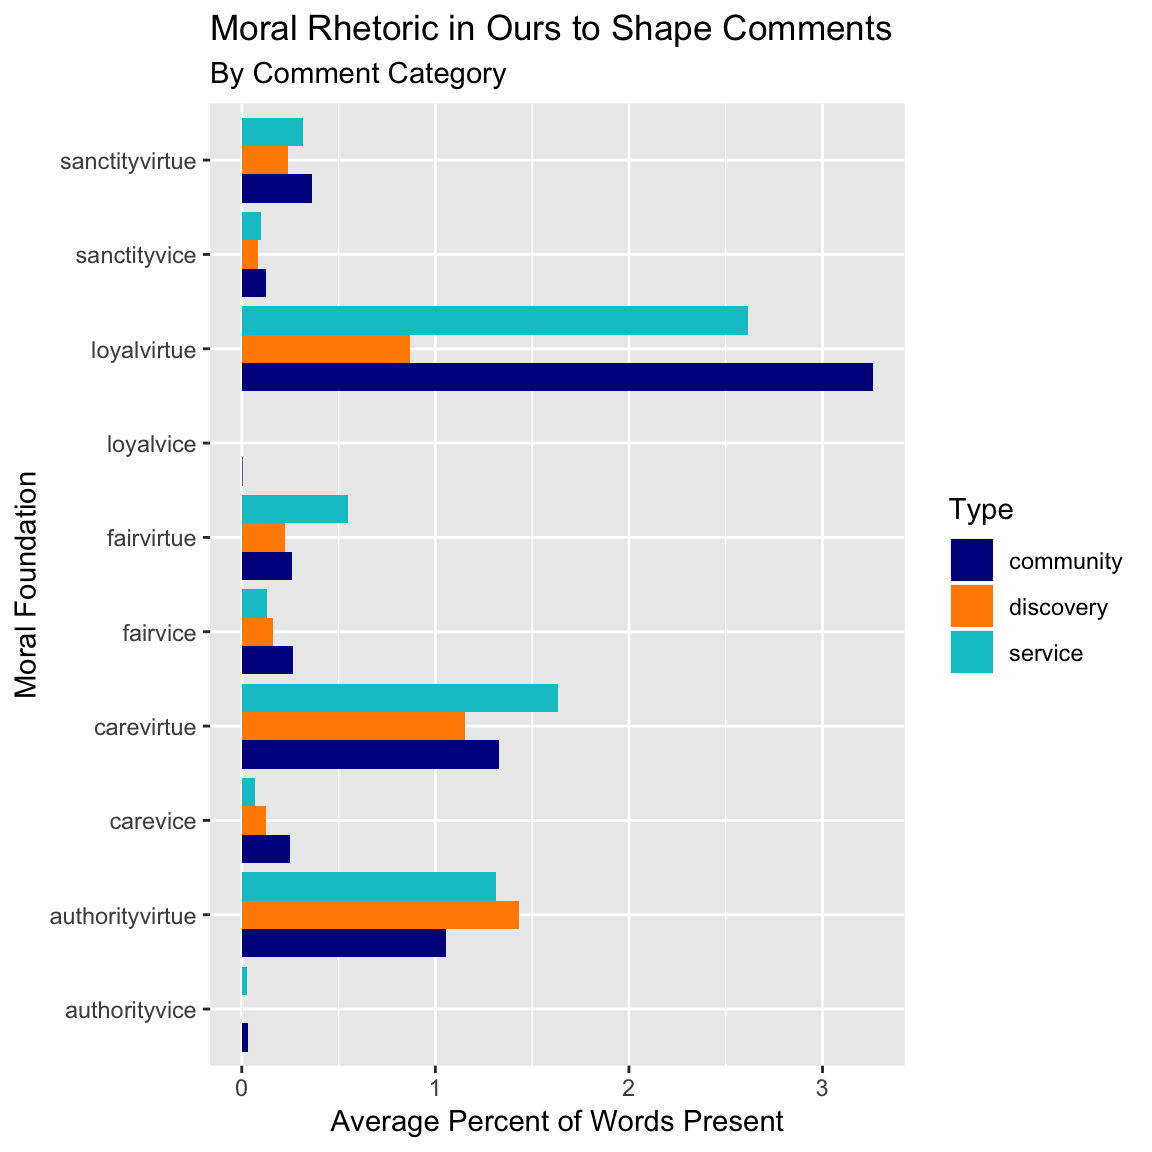 Moral Rhetoric in Ours to Shape Comments
By Comment Category
sanctityvirtue
sanctityvice
loyalvirtue
loyalvice
fairvirtue
fairvice
carevirtue
carevice
authorityvirtue
authorityvice
Moral Foundation
0 1 2 3
Average Percent of Words Present
Type
community
discovery
service